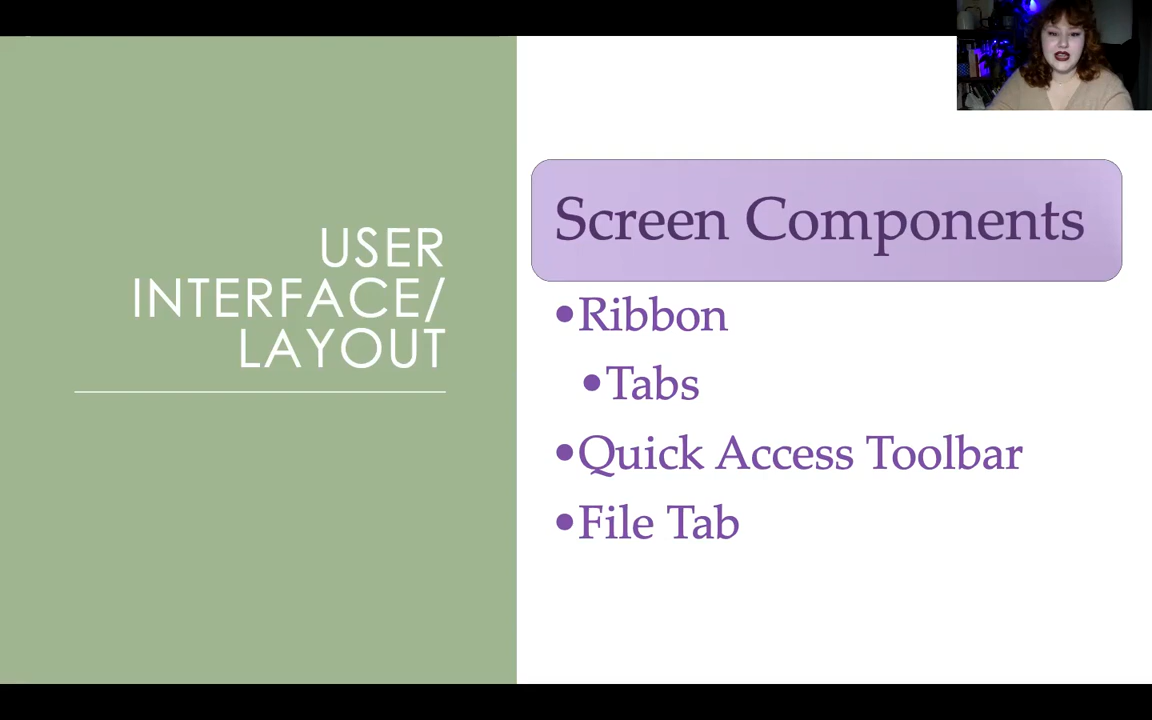 USER
INTERFACE/
LAYOUT
Screen Components
•Ribbon
•Tabs
•Quick Access Toolbar
•File Tab